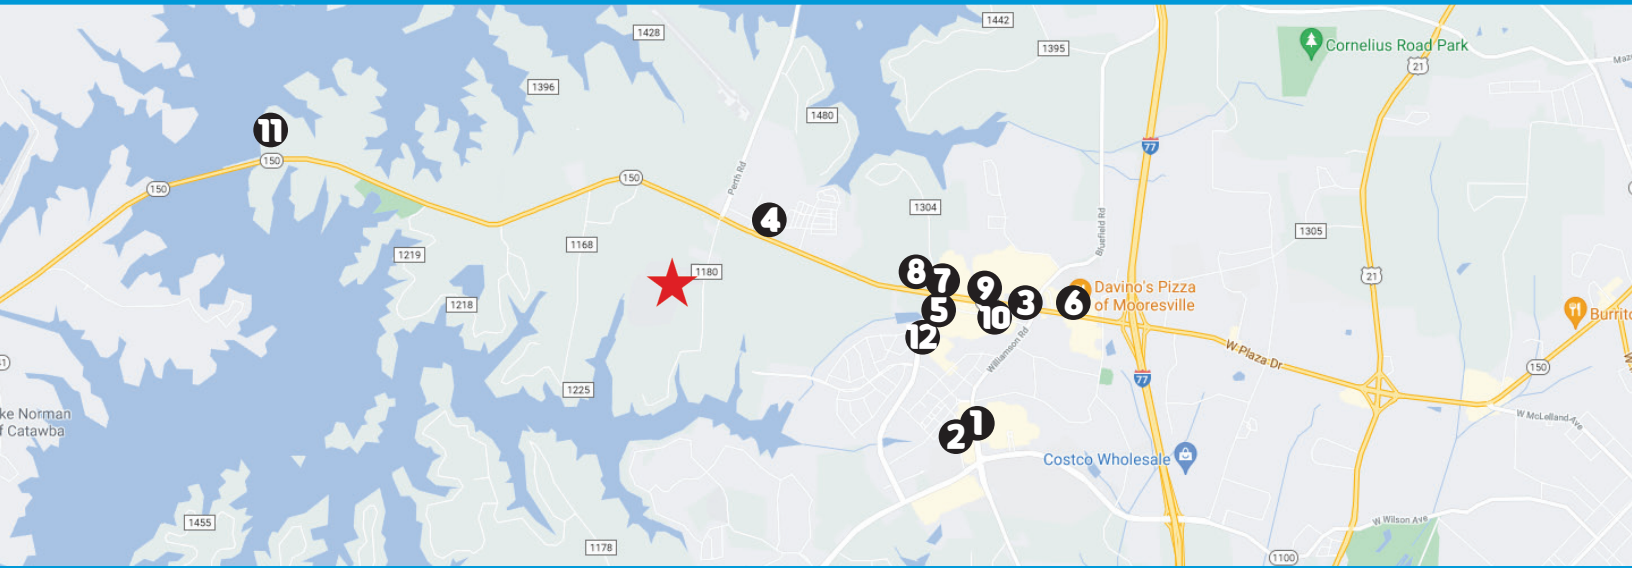 1442
1428
1395
Cornelius Road Park
21
1396
1480
11
77
150
150
150
Perth Rd
4
1304
Bluefield Rd
1305
1168
1219
1180
8
7
9
3
6
Davino's Pizza
of Mooresville
21
1218
5
10
12
Williamson Rd
W Plaza Dr
77
150
1225
ke Norman
f Catawba
1
2
W McLelland Ave
Costco Wholesale
1455
1178
W Wilson Ave
1100